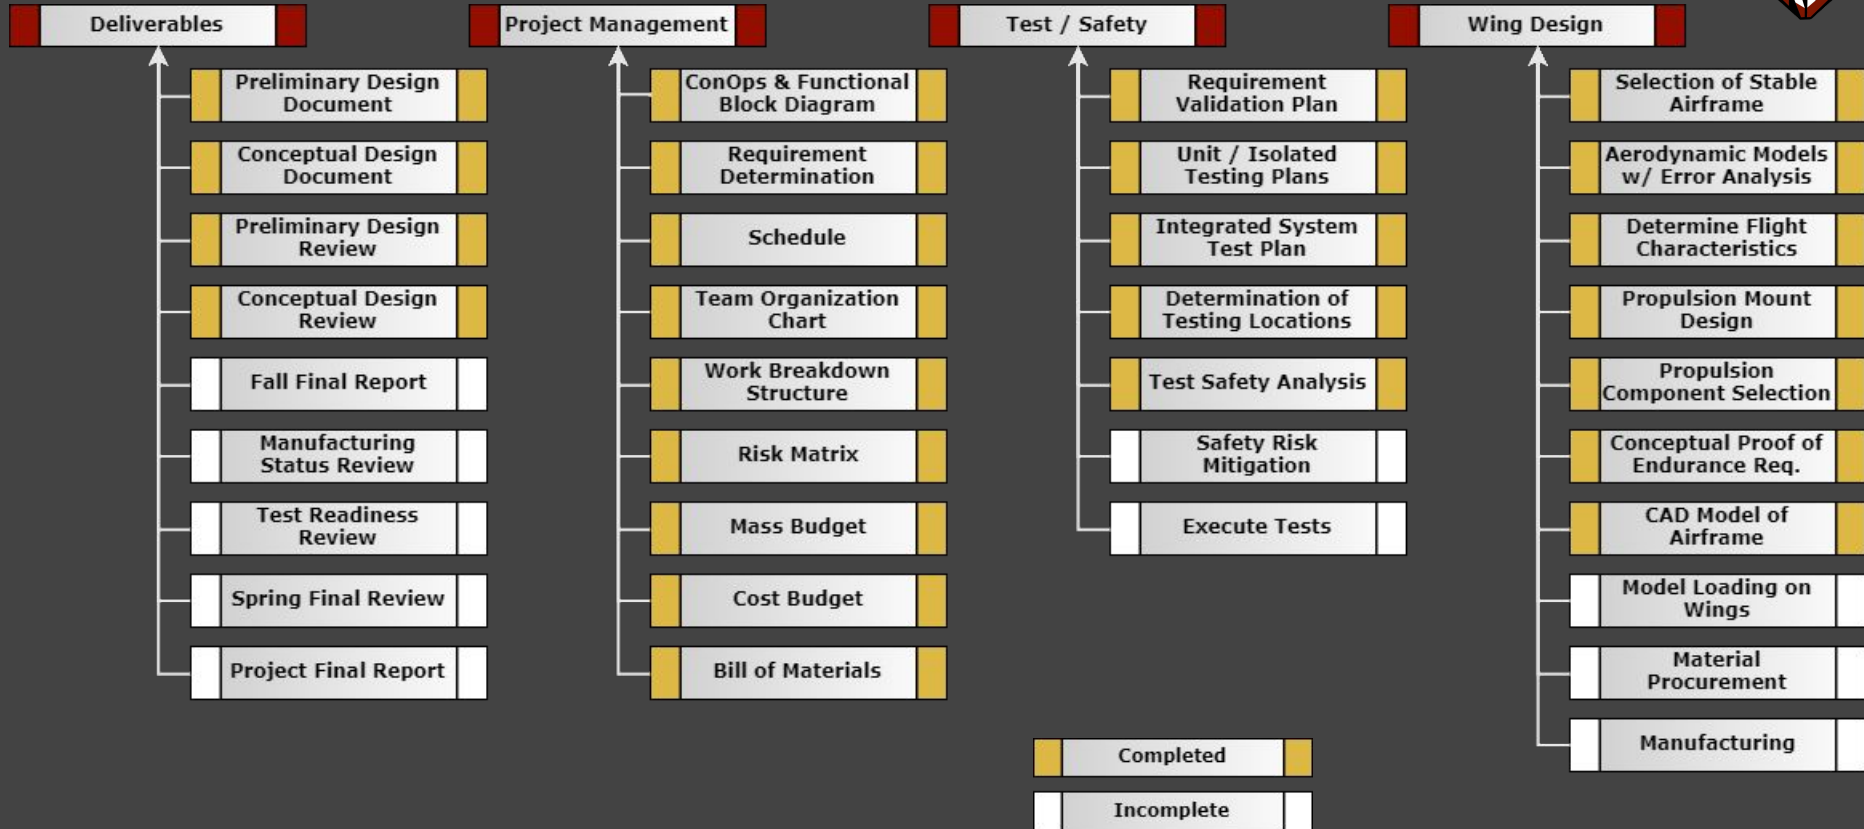 Deliverables
Preliminary Design
Document
Conceptual Design
Document
Preliminary Design
Review
Conceptual Design
Review
Fall Final Report
Manufacturing
Status Review
Test Readiness
Review
Spring Final Review
Project Final Report
Project Management
ConOps & Functional
Block Diagram
Requirement
Determination
Schedule
Team Organization
Chart
Work Breakdown
Structure
Risk Matrix
Mass Budget
Cost Budget
Bill of Materials
Test / Safety
Requirement
Validation Plan
Unit / Isolated
Testing Plans
Integrated System
Test Plan
Determination of
Testing Locations
Test Safety Analysis
Safety Risk
Mitigation
Execute Tests
Wing Design
Selection of Stable
Airframe
Aerodynamic Models
w/ Error Analysis
Determine Flight
Characteristics
Propulsion Mount
Design
Propulsion
Component Selection
Conceptual Proof of
Endurance Req.
CAD Model of
Airframe
Model Loading on
Wings
Material
Procurement
Manufacturing
Completed
Incomplete